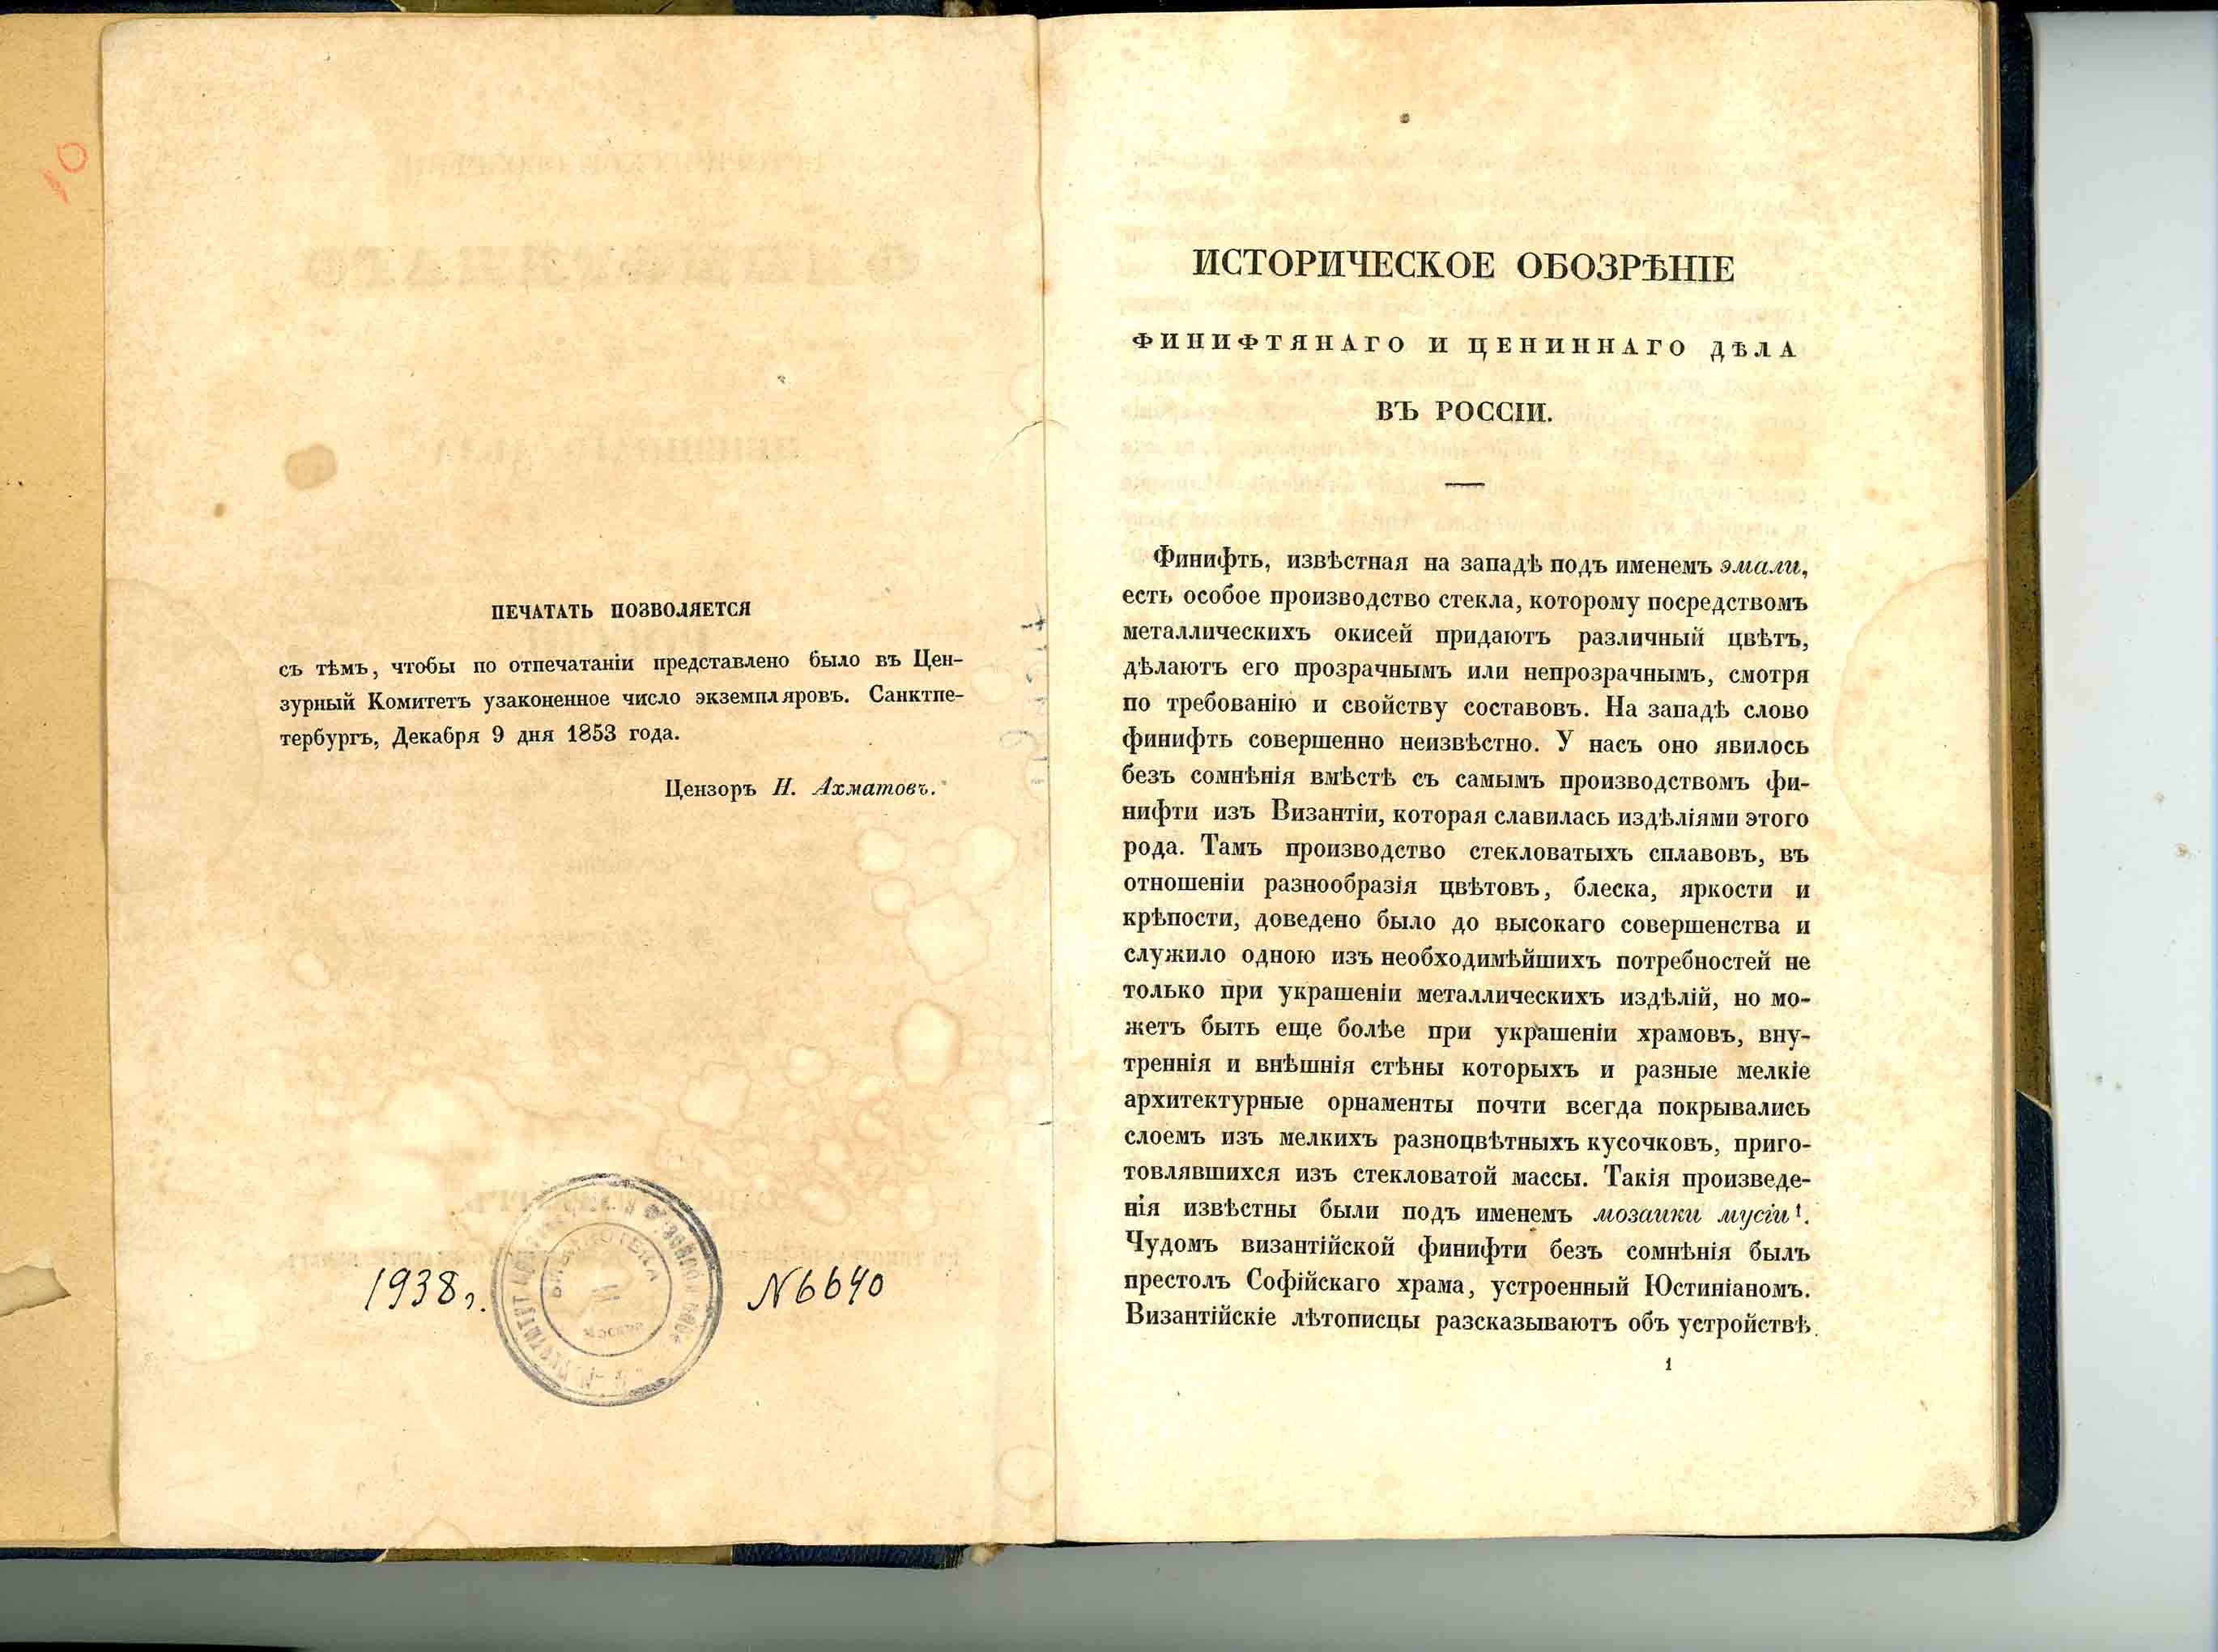 10
ПЕЧАТАТЬ ПОЗВОЛЯЕТСЯ
съ тѣмъ, чтобы по отпечатаніи представлено было въ Цен-
зурный Комитетъ узаконенное число экземпляровъ. Санктпе-
тербургъ, Декабря 9 дня 1853 года.
Цензоръ Н. Ахматовъ.
1938г.
БИБЛИОТЕКА
Москва
N6640
ИСТОРИЧЕСКОЕ ОБОЗРѢНІЕ
ФИНИФТЯНАГО И ЦЕНИННАГО ДѢЛА
ВЪ РОССІИ.
Финифть, извѣстная на западѣ подъ именемъ эмали,
есть особое производство стекла, которому посредствомъ
металлическихъ окисей придаютъ различный цвѣтъ,
дѣлаютъ его прозрачнымъ или непрозрачнымъ, смотря
по требованію и свойству составовъ. На западѣ слово
финифть совершенно неизвѣстно. У насъ оно явилось
безъ сомнѣнія вмѣстѣ съ самымъ производствомъ фи-
нифти изъ Византіи, которая славилась издѣліями этого
рода. Тамъ производство стекловатыхъ сплавовъ, въ
отношеніи разнообразія цвѣтовъ, блеска, яркости и
крѣпости, доведено было до высокаго совершенства и
служило одною изъ необходимѣйшихъ потребностей не
только при украшеніи металлическихъ издѣлій, но мо-
жетъ быть еще болѣе при украшеніи храмовъ, вну-
треннія и внѣшнія стѣны которыхъ и разные мелкіе
архитектурные орнаменты почти всегда покрывались
слоемъ изъ мелкихъ разноцвѣтныхъ кусочковъ, приго-
товлявшихся изъ стекловатой массы. Такія произведе-
нія извѣстны были подъ именемъ мозаики мусіи¹.
Чудомъ византійской финифти безъ сомнѣнія былъ
престолъ Софійскаго храма, устроенный Юстиніаномъ.
Византійскіе лѣтописцы разсказываютъ объ устройствѣ
1